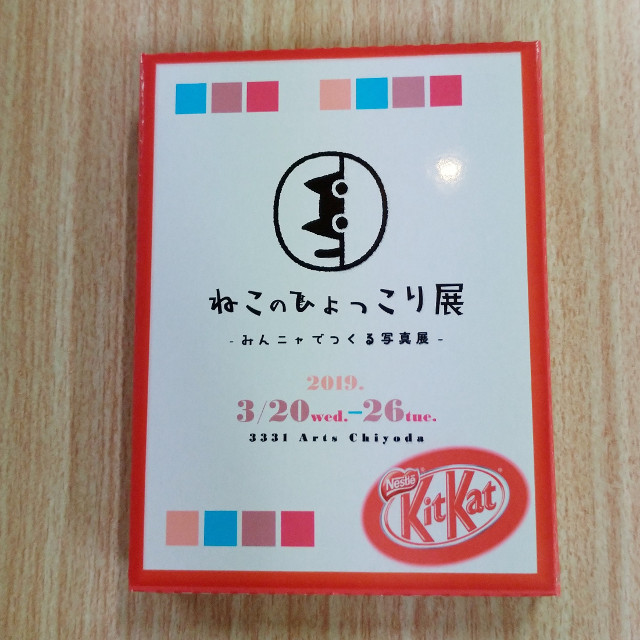 ねこのひょっこり展
-みんニャでつくる写真展-
2019.
3/20wed.–26tue.
3331 Arts Chiyoda
Nestlé
KitKat